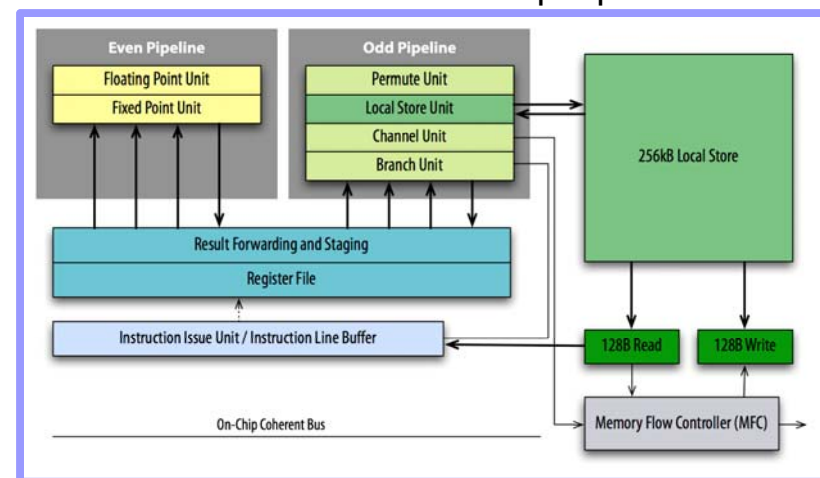 Even Pipeline
Odd Pipeline
Floating Point Unit
Fixed Point Unit
Permute Unit
Local Store Unit
Channel Unit
Branch Unit
256kB Local Store
Result Forwarding and Staging
Register File
Instruction Issue Unit / Instruction Line Buffer
128B Read
128B Write
On-Chip Coherent Bus
Memory Flow Controller (MFC)